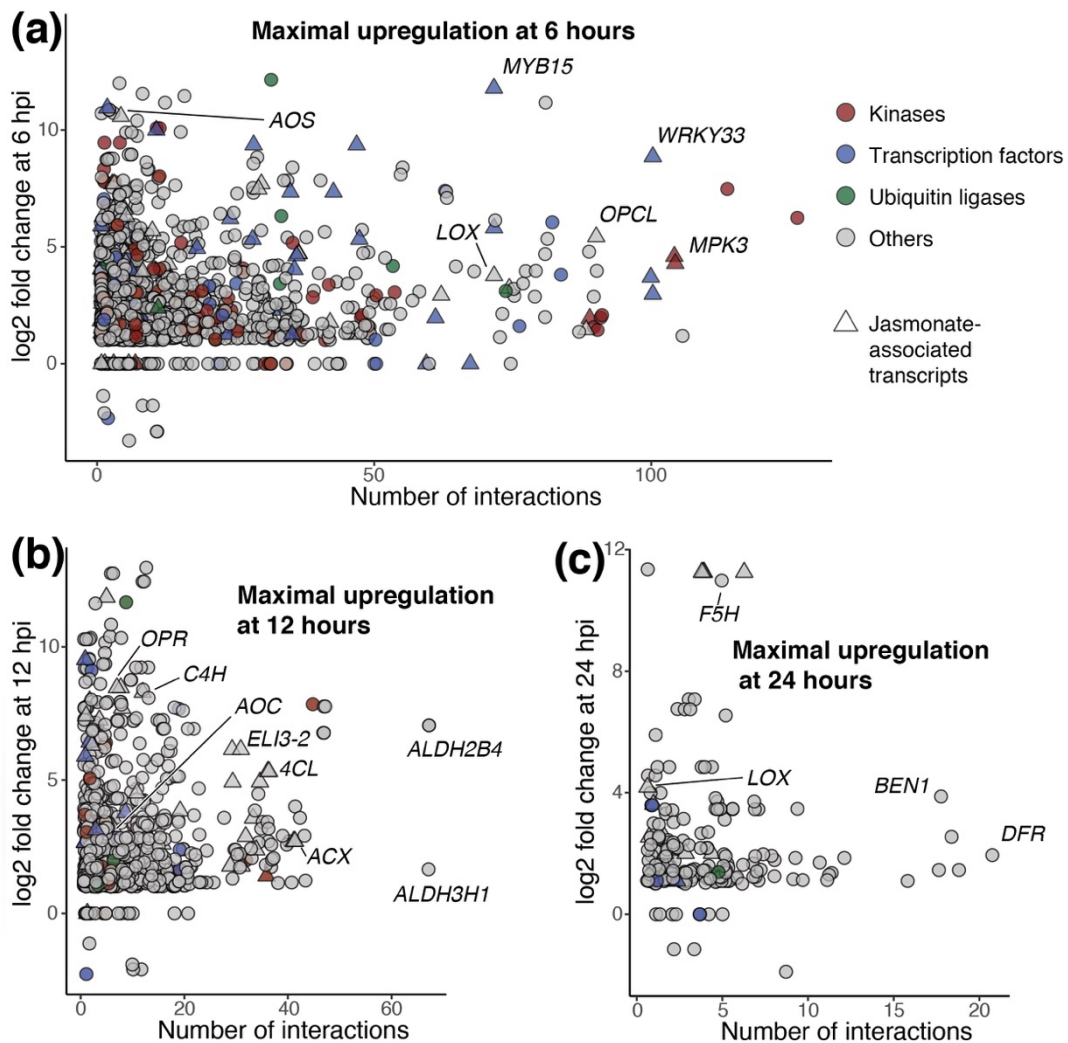 (a)
Maximal upregulation at 6 hours
log2 fold change at 6 hpi
10
5
0
MYB15
AOS
WRKY33
OPCL
LOX
MPK3
Kinases
Transcription factors
Ubiquitin ligases
Others
Jasmonate-
associated
transcripts
0
50
100
Number of interactions
(b)
Maximal upregulation
at 12 hours
log2 fold change at 12 hpi
10
5
0
OPR
C4H
AOC
ELI3-2
4CL
ALDH2B4
ACX
ALDH3H1
0
20
40
60
Number of interactions
(c)
Maximal upregulation
at 24 hours
log2 fold change at 24 hpi
12
8
4
0
F5H
LOX
BEN1
DFR
0
5
10
15
20
Number of interactions